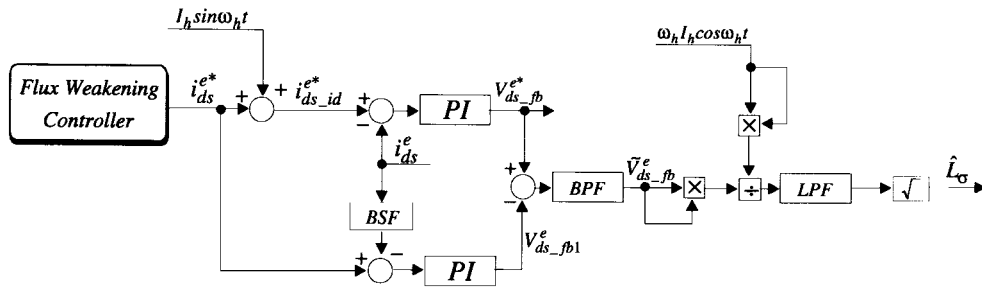 I_h sinω_h t
ω_h I_h cosω_h t
Flux Weakening
Controller
i_ds^e*
+
+
i_ds_id^e*
+
−
PI
V_ds_fb^e*
×
i_ds^e
+
−
BPF
Ṽ_ds_fb^e
×
÷
LPF
√
L̂_σ
BSF
+
−
PI
V_ds_fb1^e